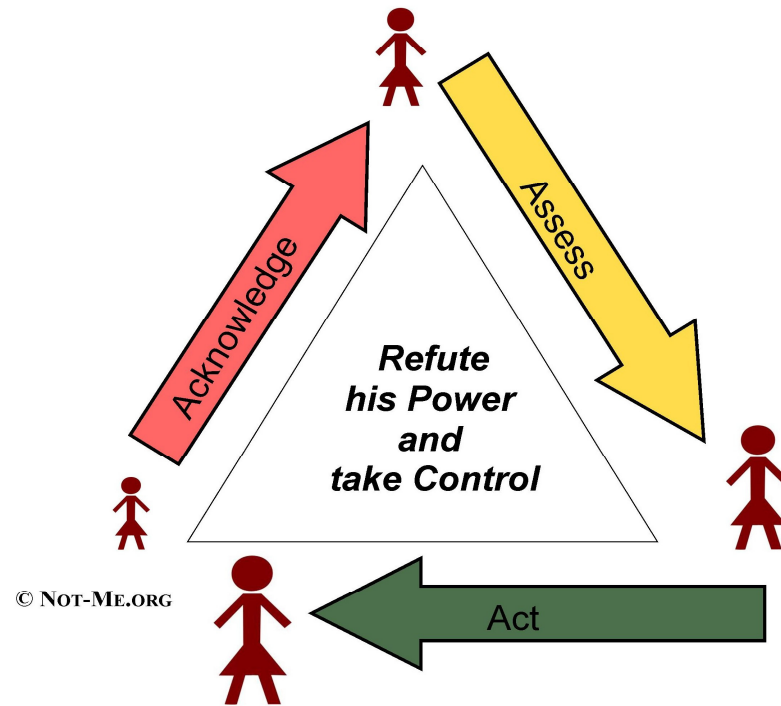 Acknowledge
Assess
Refute
his Power
and
take Control
Act
© NOT-ME.ORG